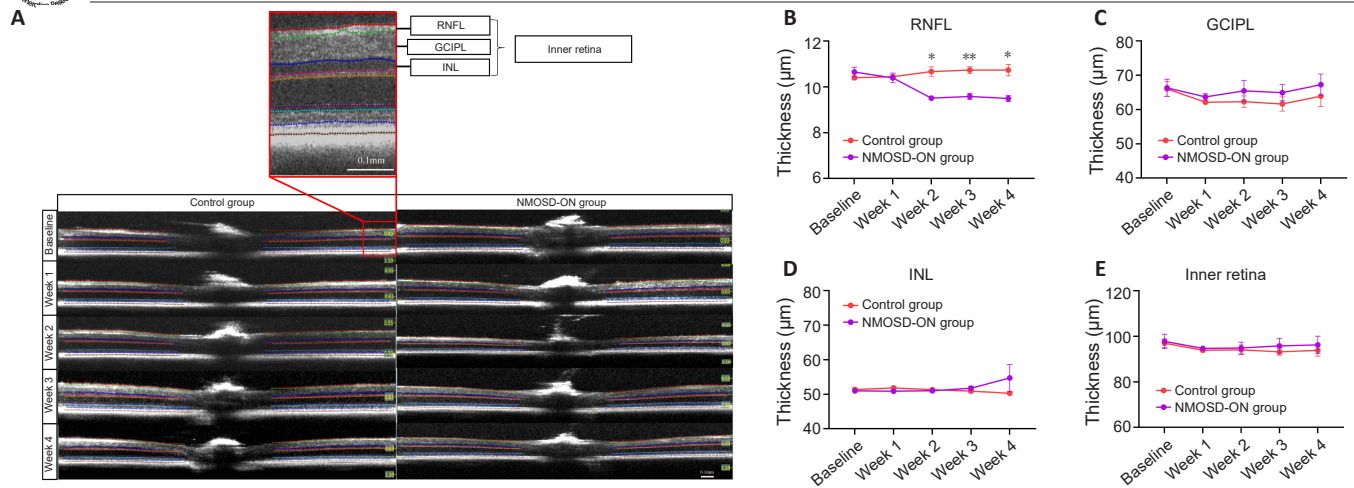 A
RNFL
GCIPL
INL
Inner retina
0.1mm
Control group
NMOSD-ON group
Baseline
Week 1
Week 2
Week 3
Week 4
0.1mm
B
RNFL
Thickness (μm)
12
10
8
6
*
**
*
Control group
NMOSD-ON group
Baseline
Week 1
Week 2
Week 3
Week 4
C
GCIPL
Thickness (μm)
80
70
60
50
40
Control group
NMOSD-ON group
Baseline
Week 1
Week 2
Week 3
Week 4
D
INL
Thickness (μm)
80
70
60
50
40
Control group
NMOSD-ON group
Baseline
Week 1
Week 2
Week 3
Week 4
E
Inner retina
Thickness (μm)
120
100
80
60
Control group
NMOSD-ON group
Baseline
Week 1
Week 2
Week 3
Week 4